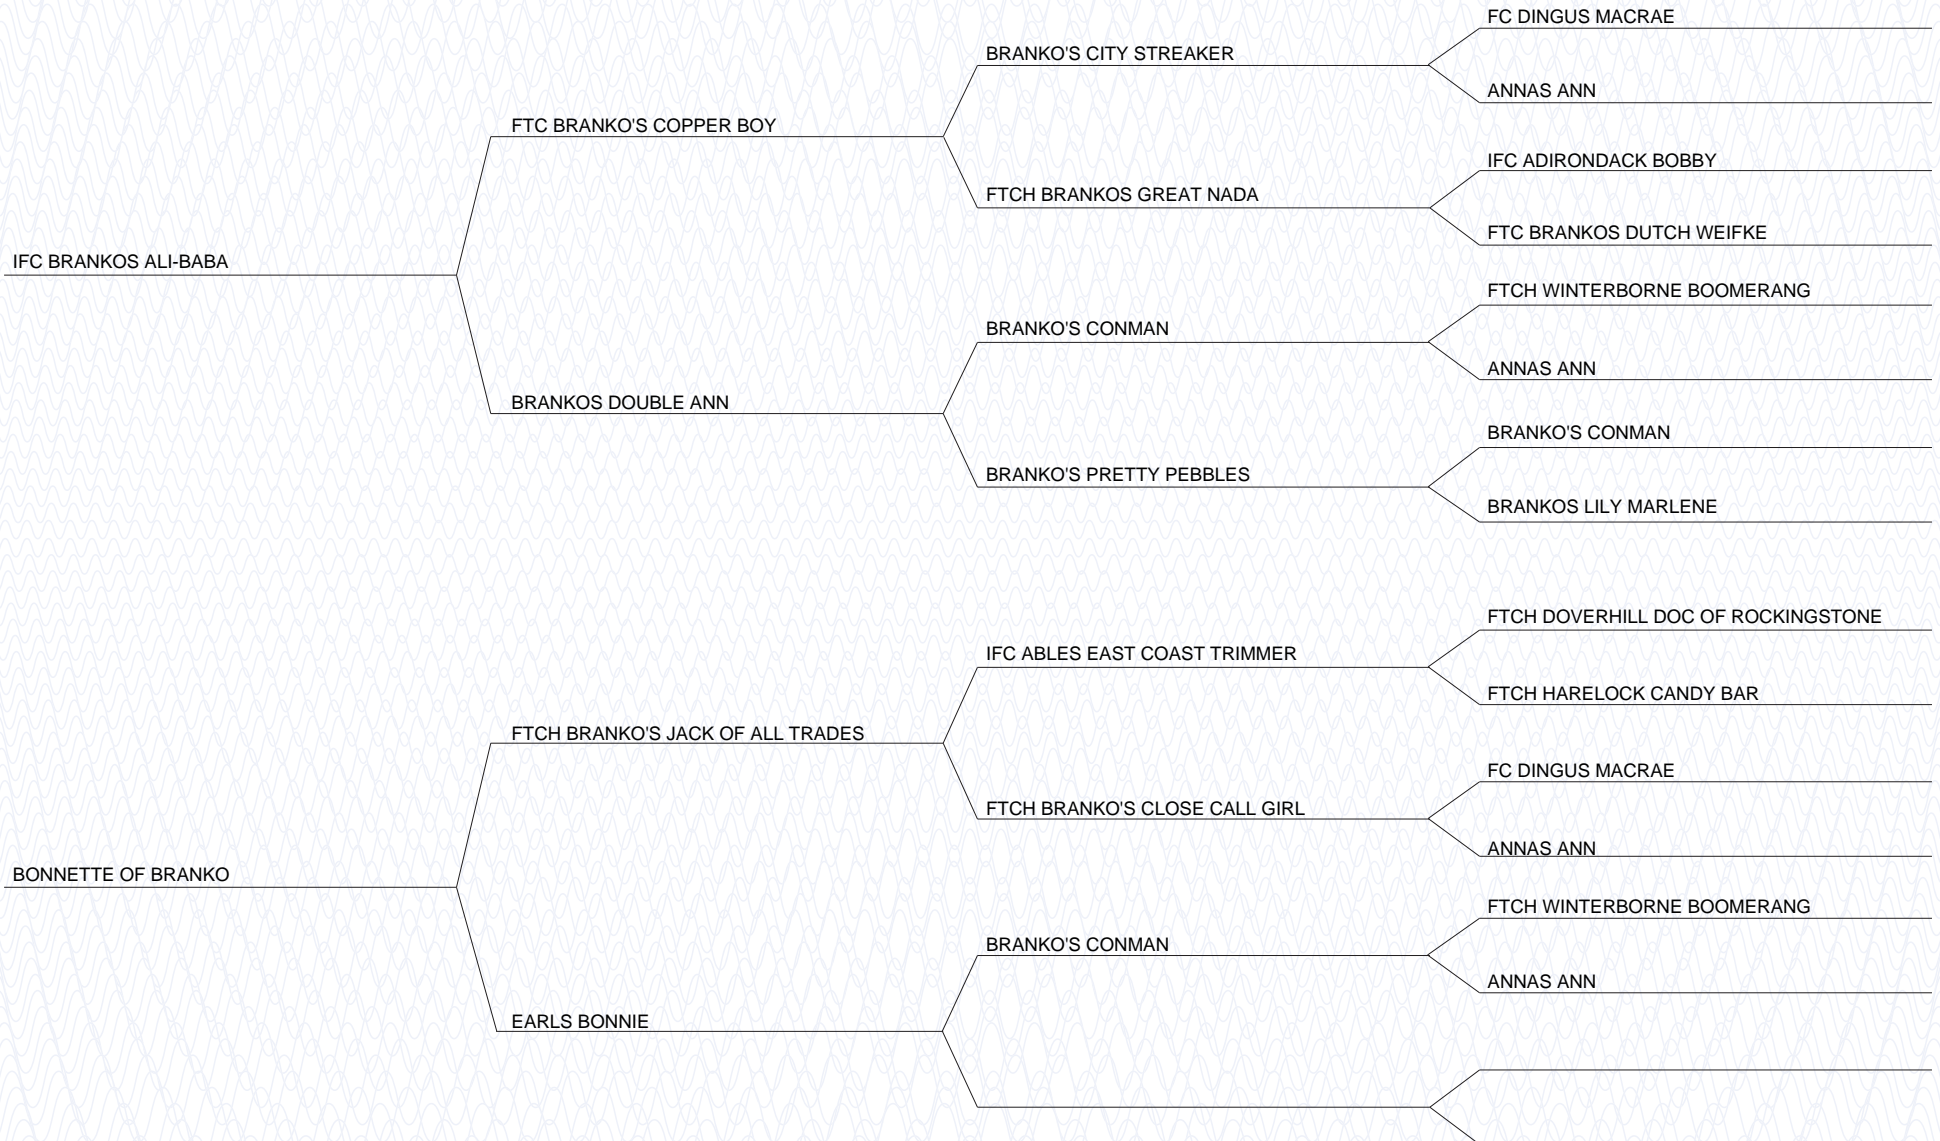 FC DINGUS MACRAE
BRANKO'S CITY STREAKER
ANNAS ANN
FTC BRANKO'S COPPER BOY
IFC ADIRONDACK BOBBY
FTCH BRANKOS GREAT NADA
FTC BRANKOS DUTCH WEIFKE
IFC BRANKOS ALI-BABA
FTCH WINTERBORNE BOOMERANG
BRANKO'S CONMAN
ANNAS ANN
BRANKOS DOUBLE ANN
BRANKO'S CONMAN
BRANKO'S PRETTY PEBBLES
BRANKOS LILY MARLENE
FTCH DOVERHILL DOC OF ROCKINGSTONE
IFC ABLES EAST COAST TRIMMER
FTCH HARELOCK CANDY BAR
FTCH BRANKO'S JACK OF ALL TRADES
FC DINGUS MACRAE
FTCH BRANKO'S CLOSE CALL GIRL
ANNAS ANN
BONNETTE OF BRANKO
FTCH WINTERBORNE BOOMERANG
BRANKO'S CONMAN
ANNAS ANN
EARLS BONNIE